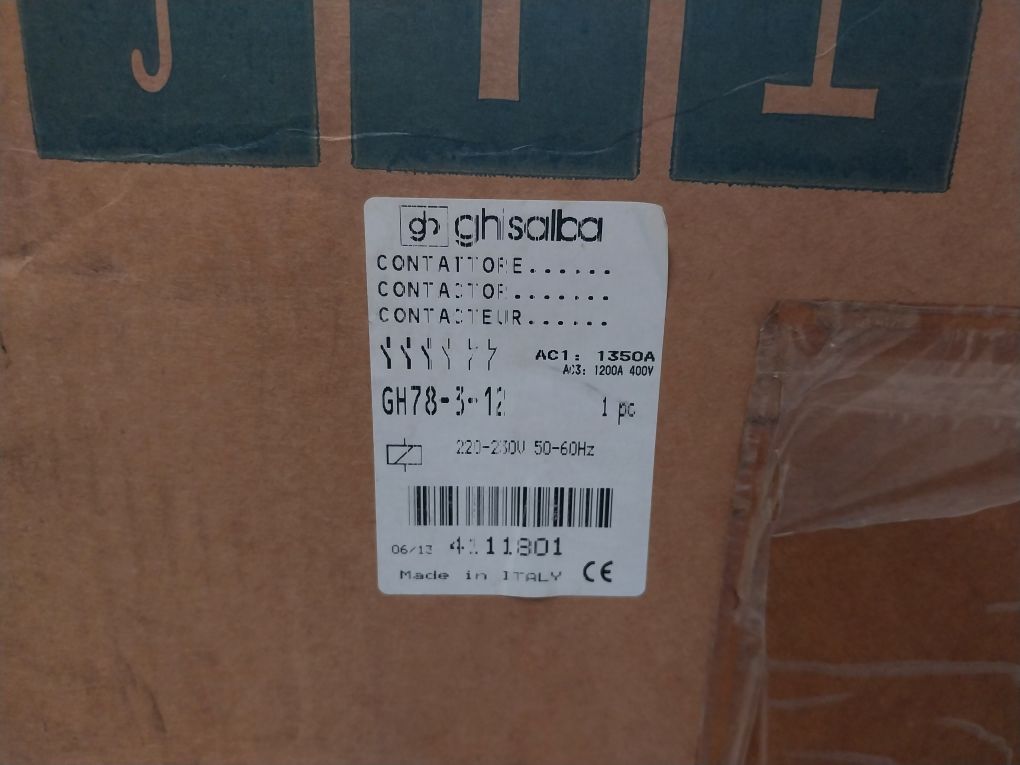 gh ghisalba
CONTATTORE......
CONTACTOR.......
CONTACTEUR......
AC1: 1350A
AC3: 1200A 400V
GH78-3-12
1 pc
220-230V 50-60Hz
06/13 4111801
Made in ITALY CE